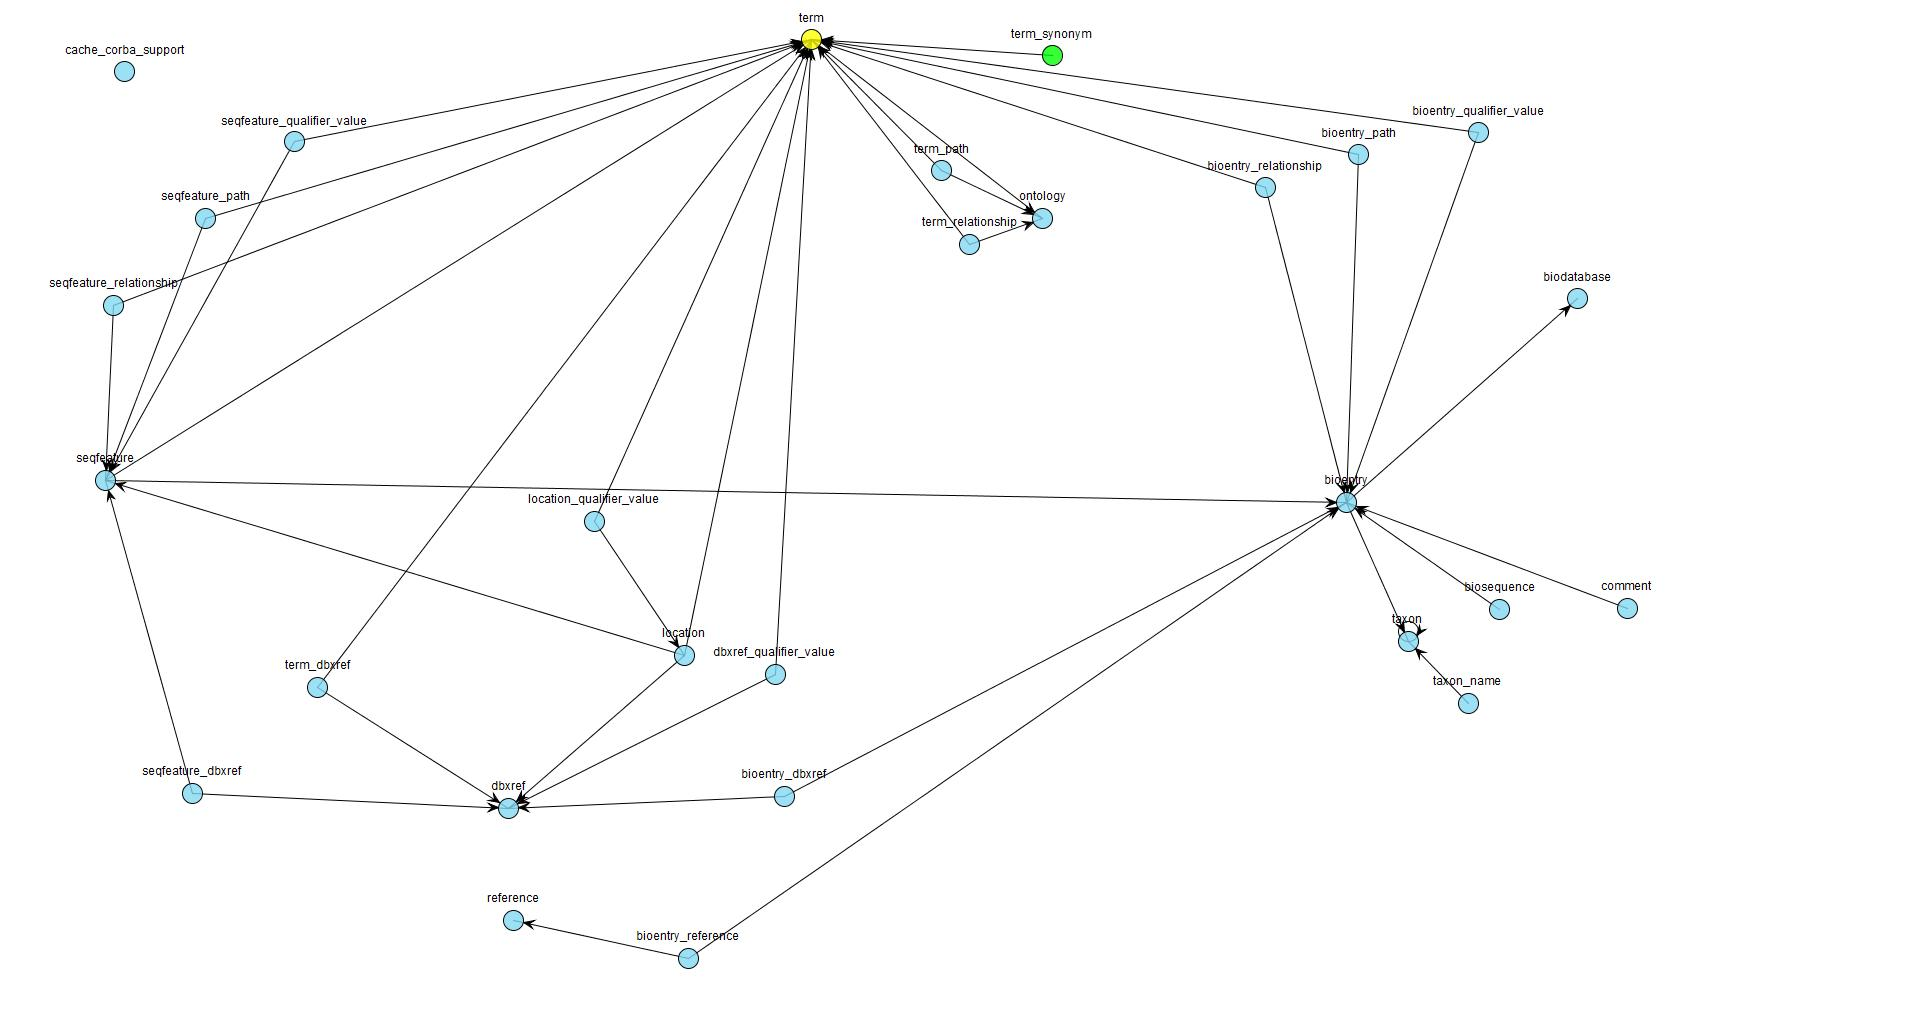 term
term_synonym
cache_corba_support
bioentry_qualifier_value
seqfeature_qualifier_value
bioentry_path
term_path
bioentry_relationship
seqfeature_path
ontology
term_relationship
biodatabase
seqfeature_relationship
seqfeature
bioentry
location_qualifier_value
biosequence
comment
taxon
location
dbxref_qualifier_value
term_dbxref
taxon_name
seqfeature_dbxref
bioentry_dbxref
dbxref
reference
bioentry_reference